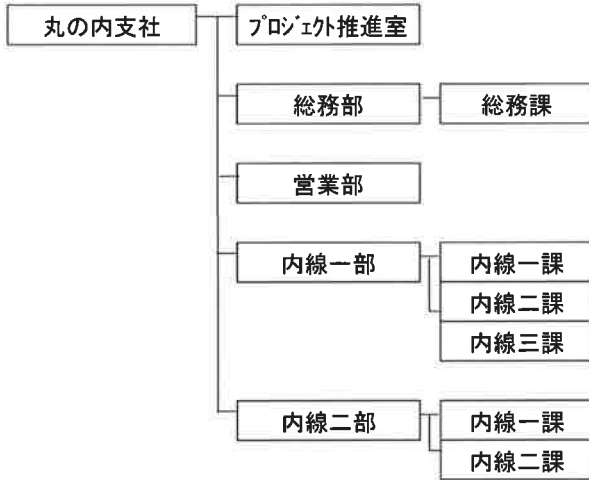 丸の内支社
プロジェクト推進室
総務部
総務課
営業部
内線一部
内線一課
内線二課
内線三課
内線二部
内線一課
内線二課